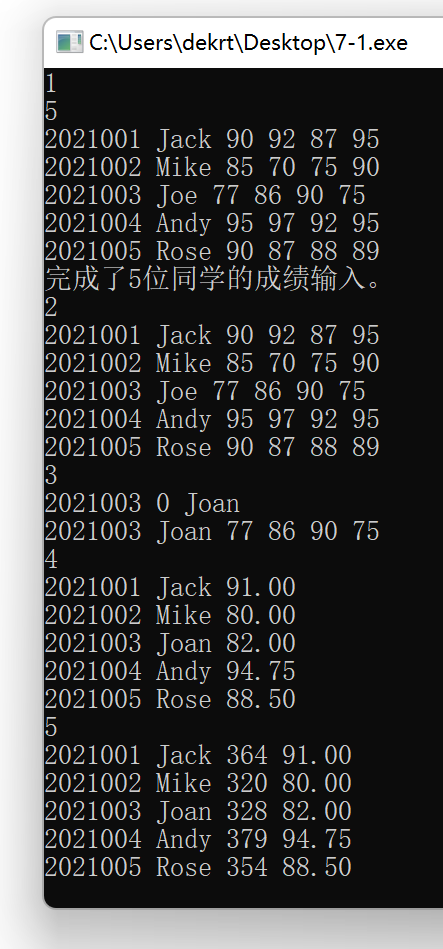 C:\Users\dekrt\Desktop\7-1.exe
1
5
2021001 Jack 90 92 87 95
2021002 Mike 85 70 75 90
2021003 Joe 77 86 90 75
2021004 Andy 95 97 92 95
2021005 Rose 90 87 88 89
完成了5位同学的成绩输入。
2
2021001 Jack 90 92 87 95
2021002 Mike 85 70 75 90
2021003 Joe 77 86 90 75
2021004 Andy 95 97 92 95
2021005 Rose 90 87 88 89
3
2021003 0 Joan
2021003 Joan 77 86 90 75
4
2021001 Jack 91.00
2021002 Mike 80.00
2021003 Joan 82.00
2021004 Andy 94.75
2021005 Rose 88.50
5
2021001 Jack 364 91.00
2021002 Mike 320 80.00
2021003 Joan 328 82.00
2021004 Andy 379 94.75
2021005 Rose 354 88.50